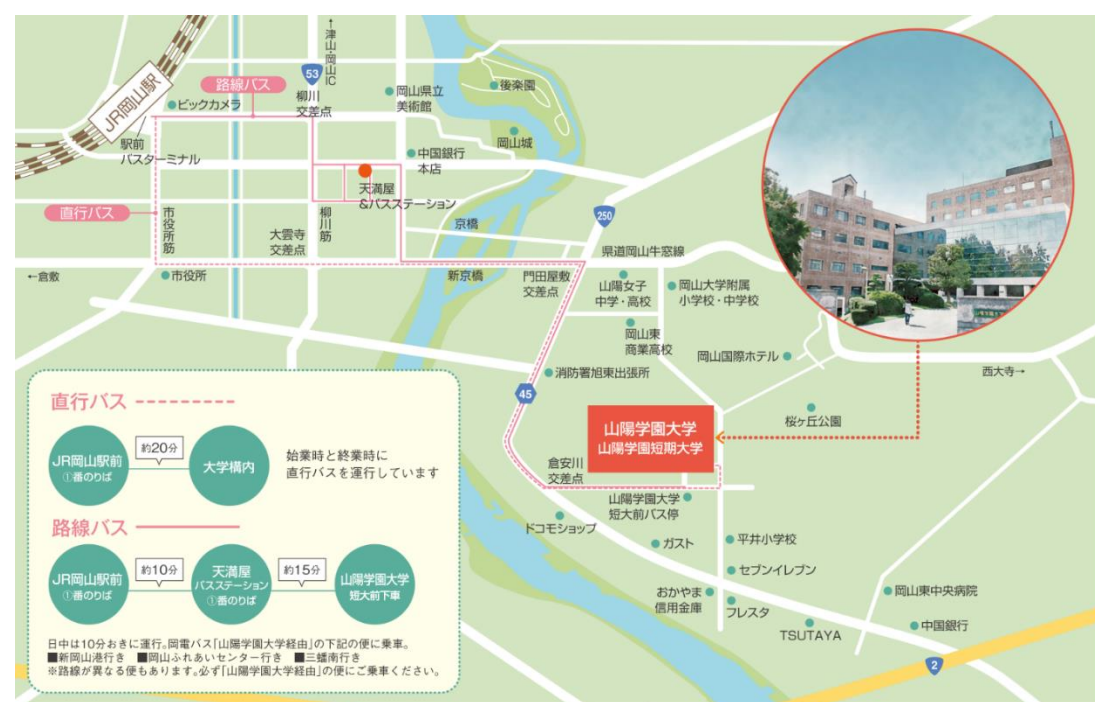 ↑津山・岡山IC
53
路線バス
JR岡山駅
ビックカメラ
柳川
交差点
岡山県立
美術館
後楽園
駅前
バスターミナル
中国銀行
本店
岡山城
天満屋
&バスステーション
直行バス
市役所筋
大雲寺
交差点
柳川筋
京橋
250
県道岡山牛窓線
←倉敷
市役所
新京橋
門田屋敷
交差点
山陽女子
中学・高校
岡山大学附属
小学校・中学校
岡山東
商業高校
岡山国際ホテル
消防署旭東出張所
西大寺→
45
桜ヶ丘公園
山陽学園大学
山陽学園短期大学
倉安川
交差点
山陽学園大学
短大前バス停
ドコモショップ
ガスト
平井小学校
セブンイレブン
おかやま
信用金庫
フレスタ
TSUTAYA
岡山東中央病院
中国銀行
2
直行バス
JR岡山駅前
①番のりば
約20分
大学構内
始業時と終業時に
直行バスを運行しています
路線バス
JR岡山駅前
①番のりば
約10分
天満屋
バスステーション
①番のりば
約15分
山陽学園大学
短大前下車
日中は10分おきに運行。岡電バス「山陽学園大学経由」の下記の便に乗車。
■新岡山港行き ■岡山ふれあいセンター行き ■三蟠南行き
※路線が異なる便もあります。必ず「山陽学園大学経由」の便にご乗車ください。